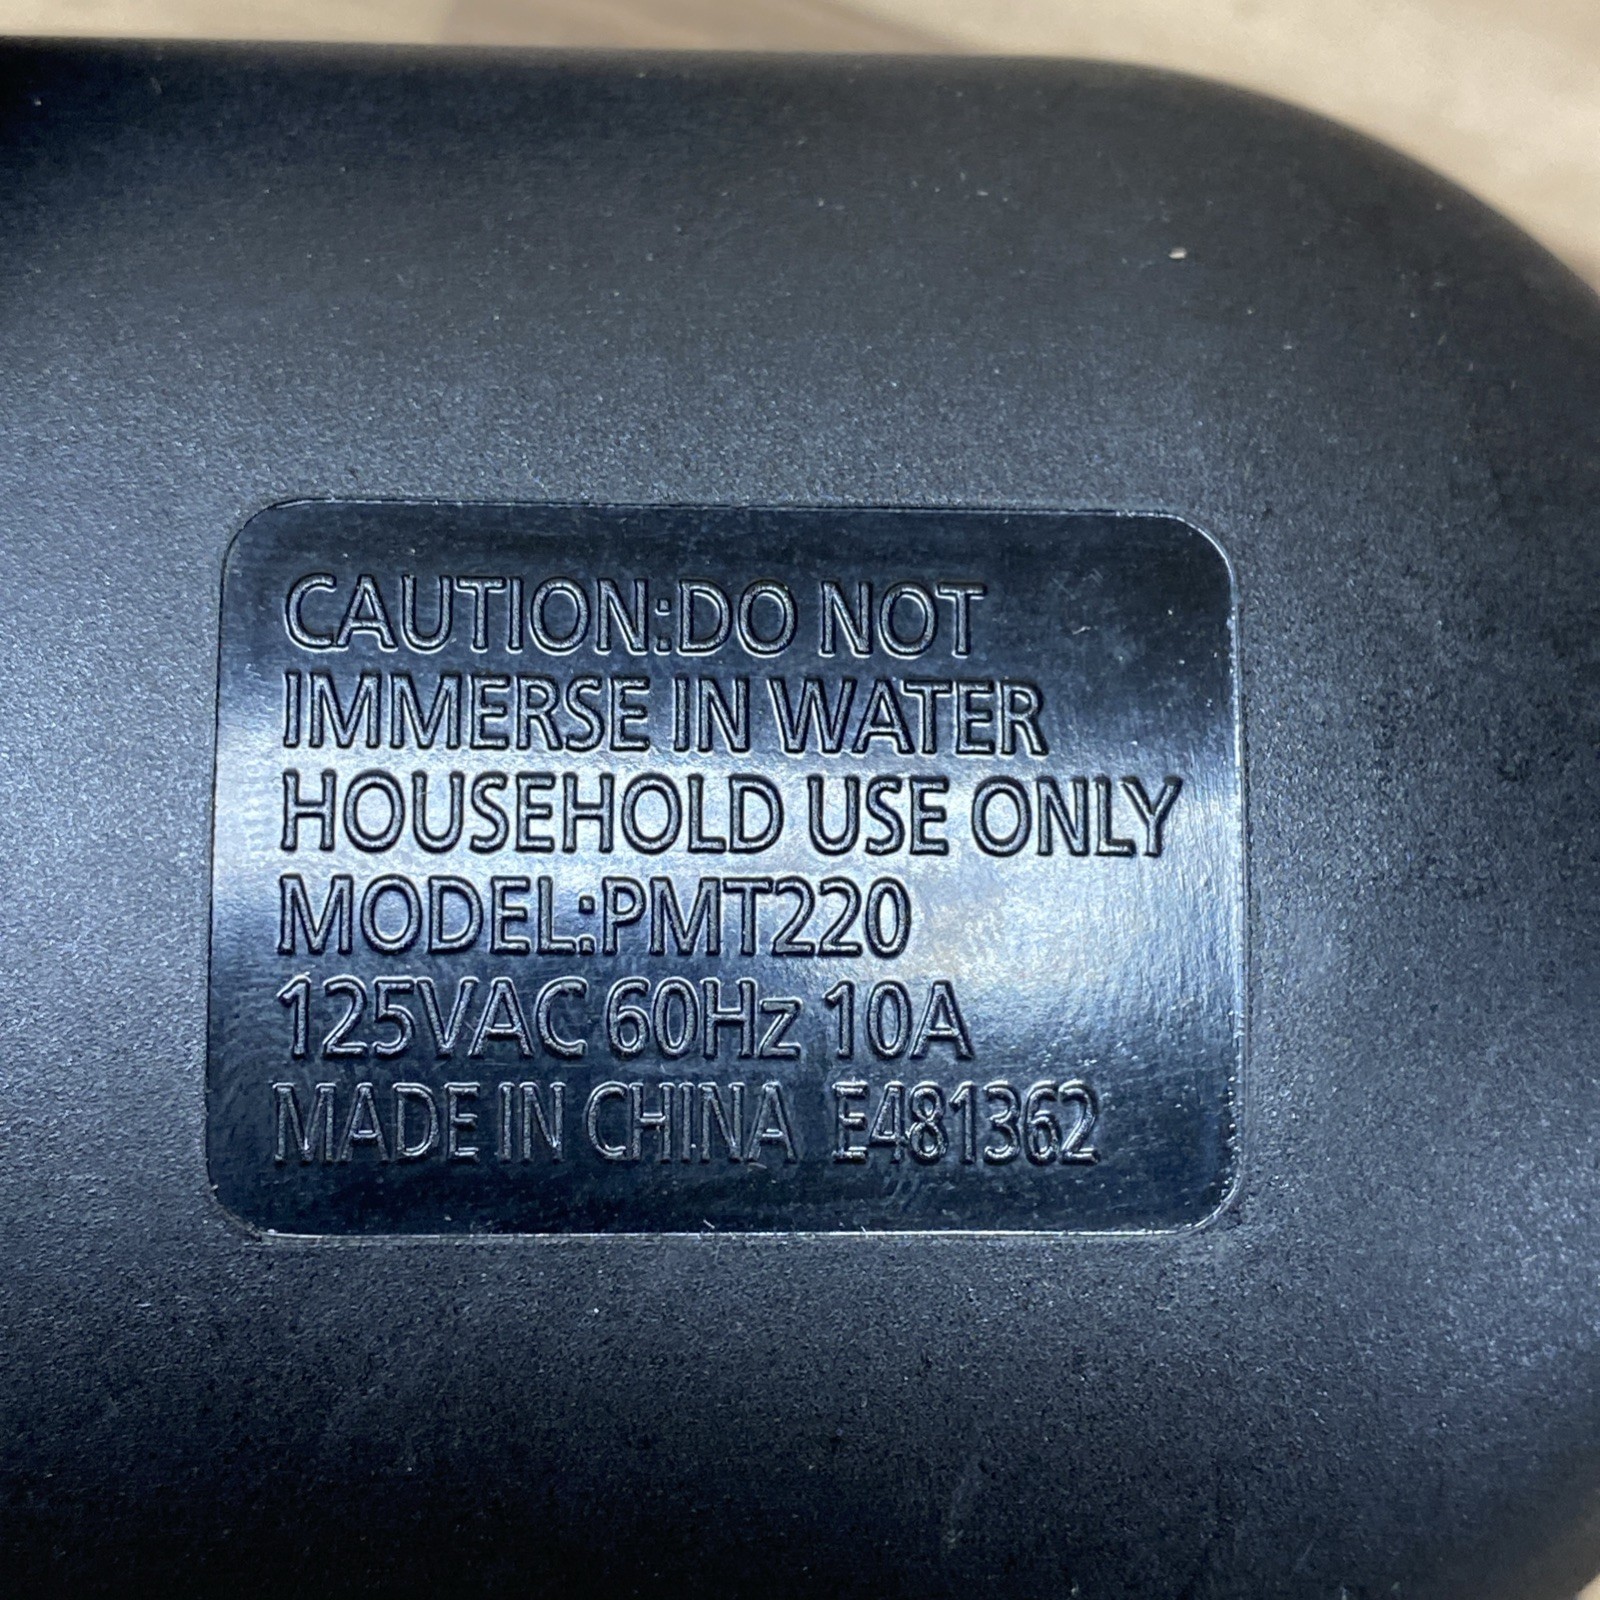 CAUTION:DO NOT
IMMERSE IN WATER
HOUSEHOLD USE ONLY
MODEL:PMT220
125VAC 60Hz 10A
MADE IN CHINA E481362